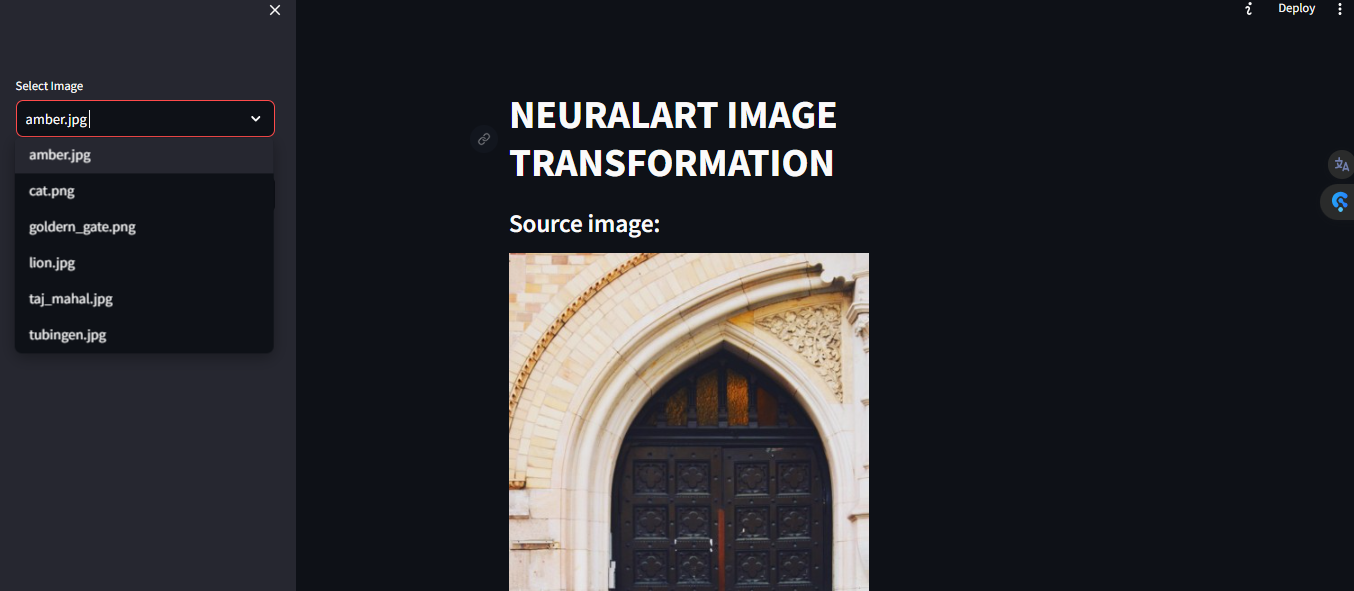 Deploy
Select Image
amber.jpg
amber.jpg
cat.png
goldern_gate.png
lion.jpg
taj_mahal.jpg
tubingen.jpg
NEURALART IMAGE
TRANSFORMATION
Source image: